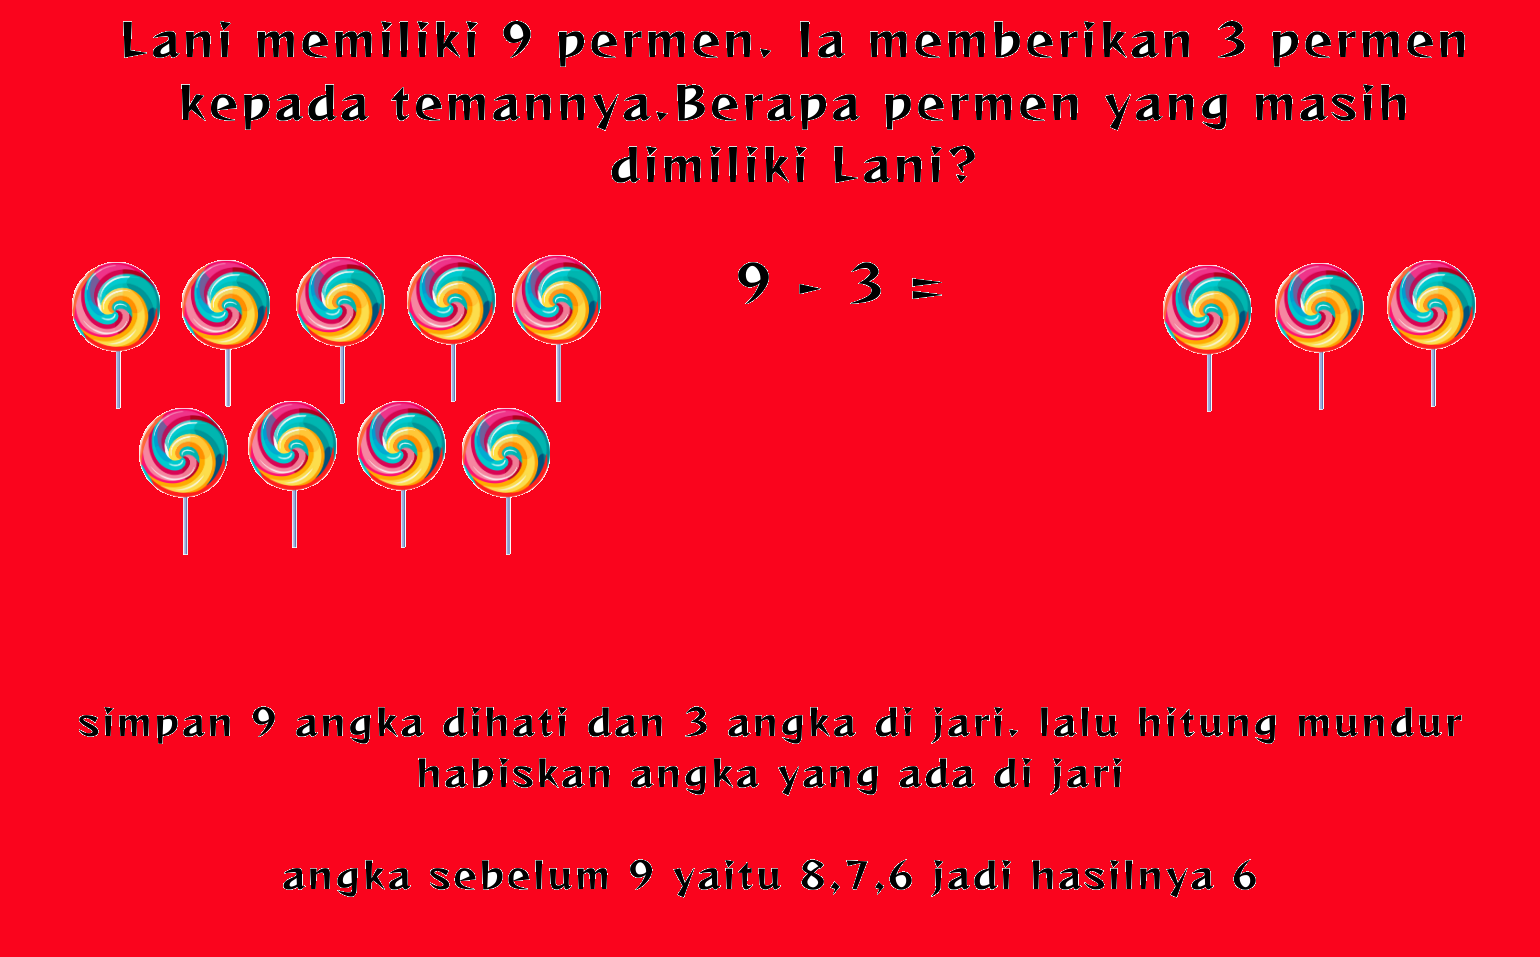 Lani memiliki 9 permen. Ia memberikan 3 permen
kepada temannya.Berapa permen yang masih
dimiliki Lani?
9 - 3 =
simpan 9 angka dihati dan 3 angka di jari. lalu hitung mundur
habiskan angka yang ada di jari
angka sebelum 9 yaitu 8,7,6 jadi hasilnya 6